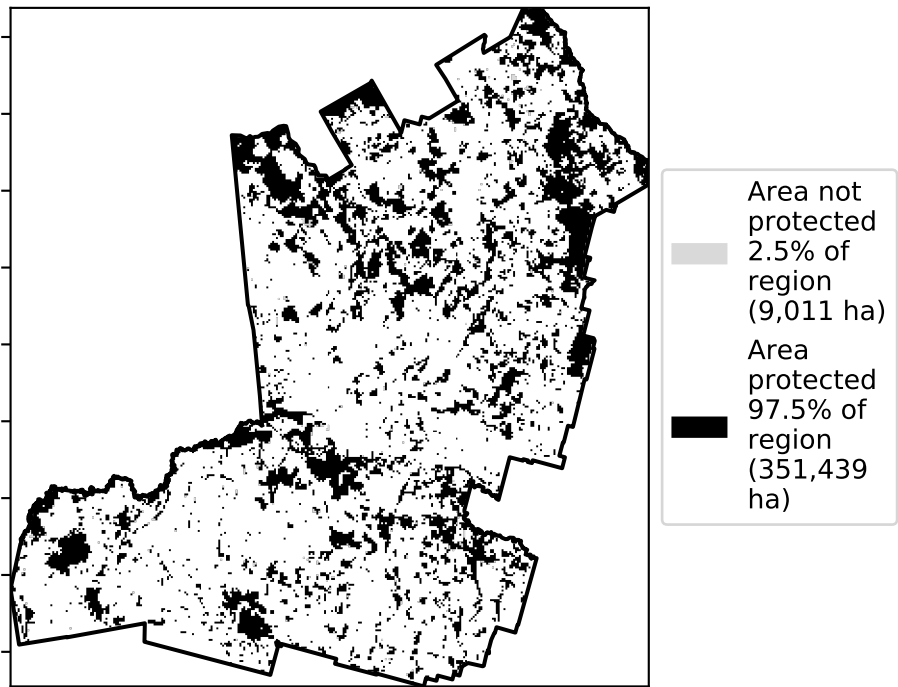 Area not
protected
2.5% of
region
(9,011 ha)
Area
protected
97.5% of
region
(351,439
ha)